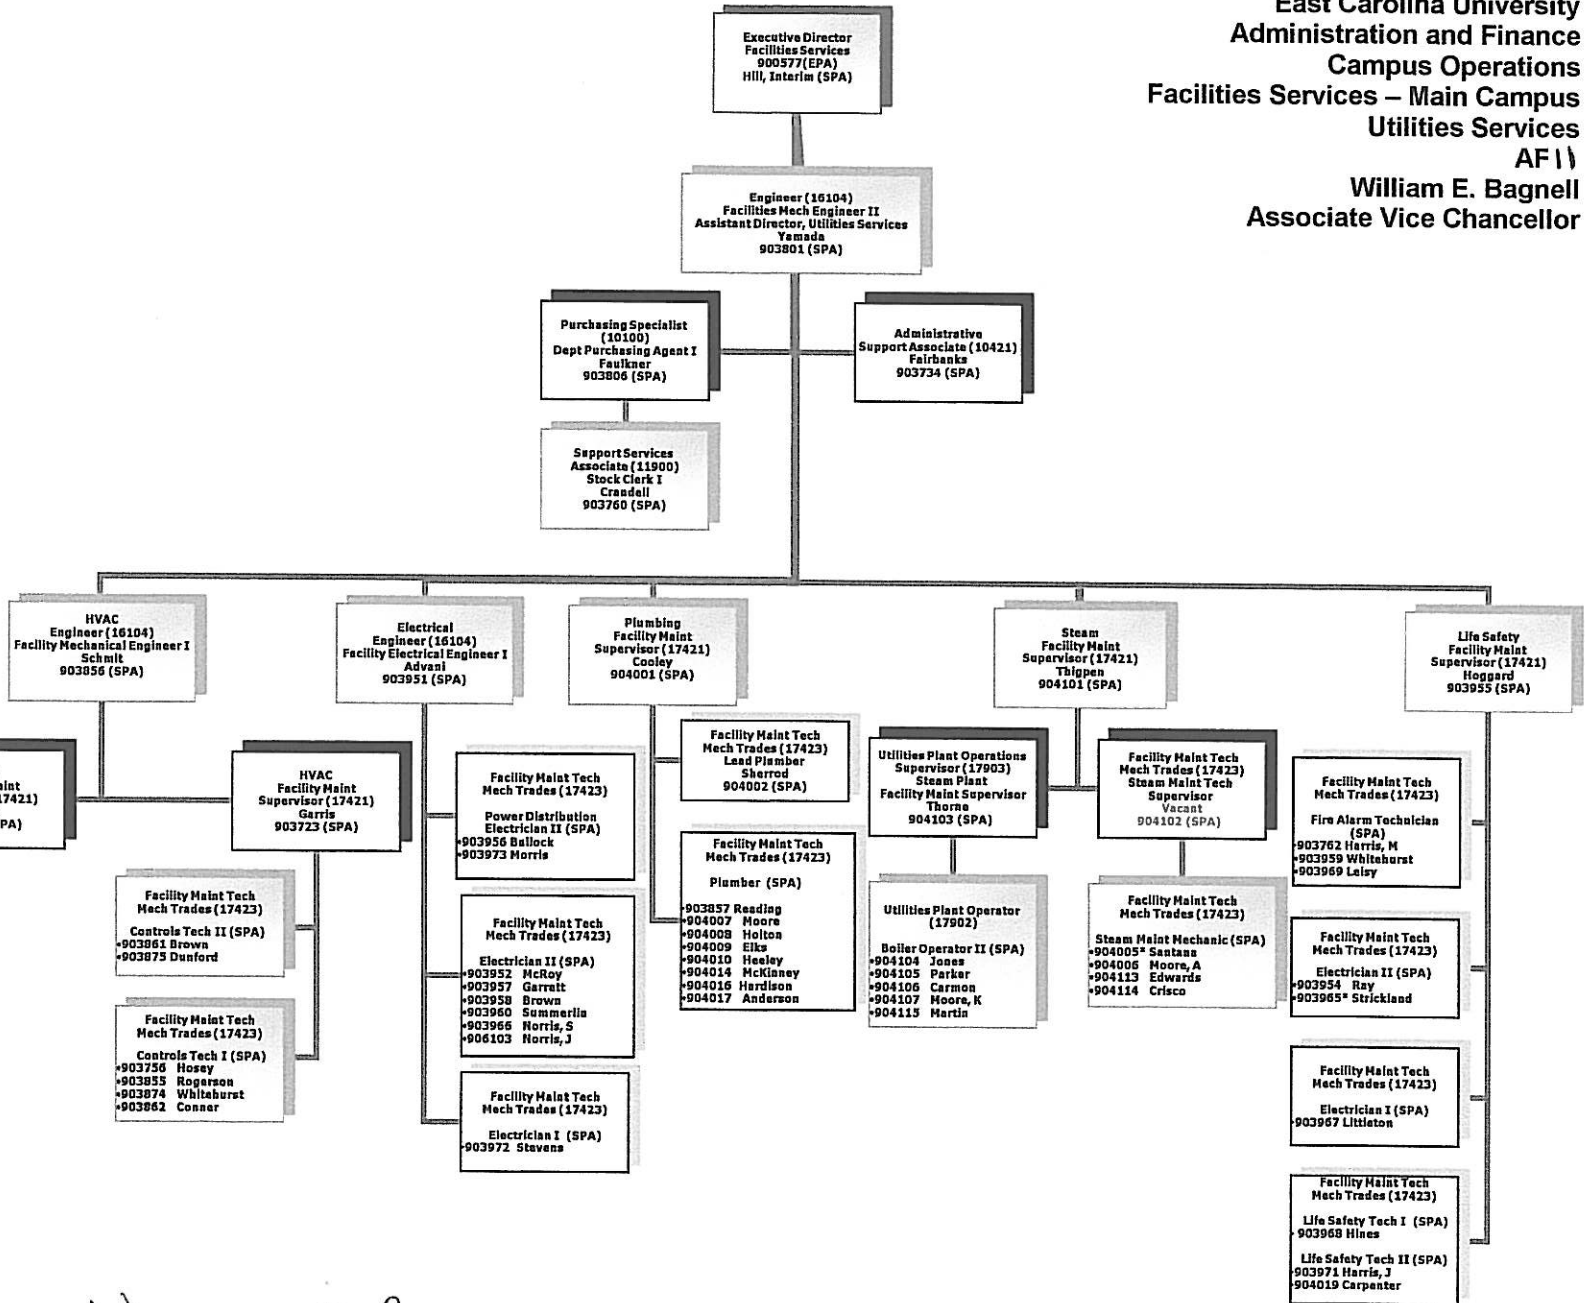 East Carolina University
Administration and Finance
Campus Operations
Facilities Services – Main Campus
Utilities Services
AF11
William E. Bagnell
Associate Vice Chancellor
Executive Director
Facilities Services
900577(EPA)
Hill, Interim (SPA)
Engineer (16104)
Facilities Mech Engineer II
Assistant Director, Utilities Services
Yamada
903801 (SPA)
Purchasing Specialist
(10100)
Dept Purchasing Agent I
Faulkner
903806 (SPA)
Administrative
Support Associate (10421)
Fairbanks
903734 (SPA)
Support Services
Associate (11900)
Stock Clerk I
Crandell
903760 (SPA)
HVAC
Engineer (16104)
Facility Mechanical Engineer I
Schmit
903856 (SPA)
Electrical
Engineer (16104)
Facility Electrical Engineer I
Advani
903951 (SPA)
Plumbing
Facility Maint
Supervisor (17421)
Cooley
904001 (SPA)
Steam
Facility Maint
Supervisor (17421)
Thigpen
904101 (SPA)
Life Safety
Facility Maint
Supervisor (17421)
Hoggard
903955 (SPA)
aint
17421)
PA)
HVAC
Facility Maint
Supervisor (17421)
Garris
903723 (SPA)
Facility Maint Tech
Mech Trades (17423)
Controls Tech II (SPA)
•903861 Brown
•903875 Dunford
Facility Maint Tech
Mech Trades (17423)
Controls Tech I (SPA)
•903756 Hosey
•903855 Rogerson
•903874 Whitehurst
•903862 Conner
Facility Maint Tech
Mech Trades (17423)
Power Distribution
Electrician II (SPA)
•903956 Bullock
•903973 Morris
Facility Maint Tech
Mech Trades (17423)
Electrician II (SPA)
•903952 McRoy
•903957 Garrett
•903958 Brown
•903960 Summerlin
•903966 Norris, S
•906103 Norris, J
Facility Maint Tech
Mech Trades (17423)
Electrician I (SPA)
•903972 Stevens
Facility Maint Tech
Mech Trades (17423)
Lead Plumber
Sherrod
904002 (SPA)
Facility Maint Tech
Mech Trades (17423)
Plumber (SPA)
•903857 Reading
•904007 Moore
•904008 Holton
•904009 Elks
•904010 Heeley
•904014 McKinney
•904016 Hardison
•904017 Anderson
Utilities Plant Operations
Supervisor (17903)
Steam Plant
Facility Maint Supervisor
Thorne
904103 (SPA)
Utilities Plant Operator
(17902)
Boiler Operator II (SPA)
•904104 Jones
•904105 Parker
•904106 Carmon
•904107 Moore, K
•904115 Martin
Facility Maint Tech
Mech Trades (17423)
Steam Maint Tech
Supervisor
Vacant
904102 (SPA)
Facility Maint Tech
Mech Trades (17423)
Steam Maint Mechanic (SPA)
•904005* Santana
•904006 Moore, A
•904113 Edwards
•904114 Crisco
Facility Maint Tech
Mech Trades (17423)
Fire Alarm Technician
(SPA)
•903762 Harris, M
•903959 Whitehurst
•903969 Leisy
Facility Maint Tech
Mech Trades (17423)
Electrician II (SPA)
•903954 Ray
•903965* Strickland
Facility Maint Tech
Mech Trades (17423)
Electrician I (SPA)
•903967 Littleton
Facility Maint Tech
Mech Trades (17423)
Life Safety Tech I (SPA)
• 903968 Hines
Life Safety Tech II (SPA)
•903971 Harris, J
•904019 Carpenter